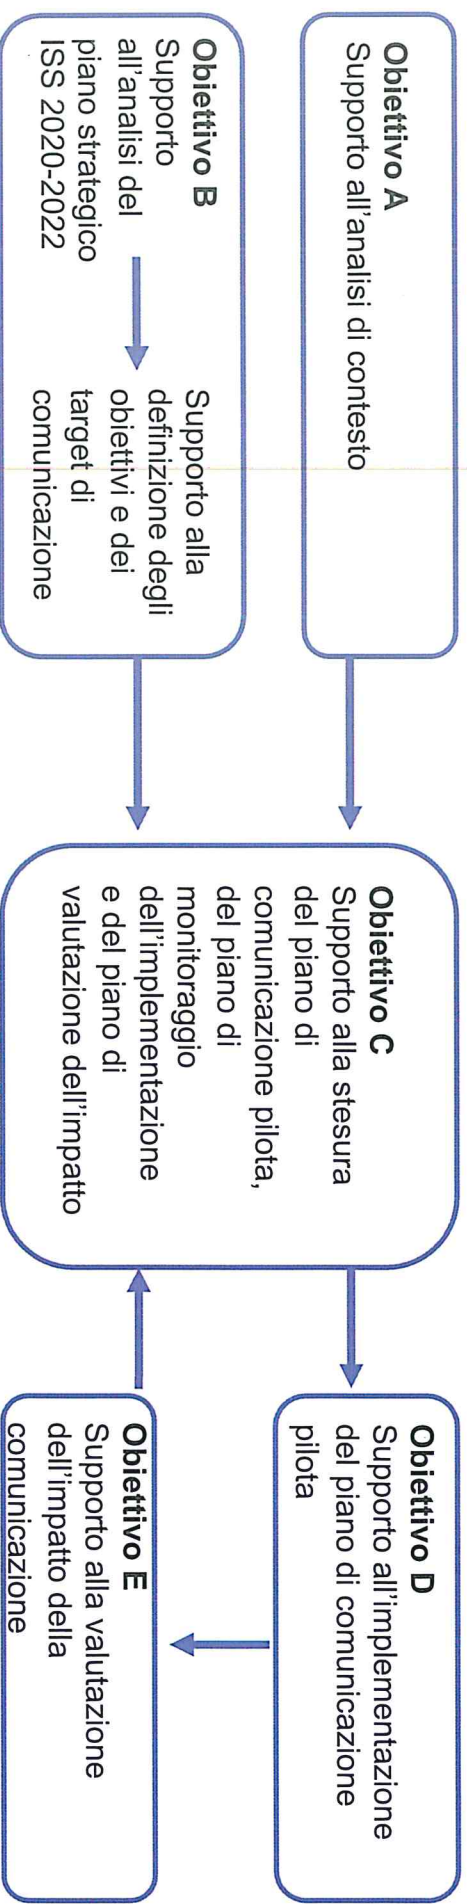 Obiettivo A
Supporto all'analisi di contesto
Obiettivo B
Supporto
all'analisi del
piano strategico
ISS 2020-2022
Supporto alla
definizione degli
obiettivi e dei
target di
comunicazione
Obiettivo C
Supporto alla stesura
del piano di
comunicazione pilota,
del piano di
monitoraggio
dell'implementazione
e del piano di
valutazione dell'impatto
Obiettivo D
Supporto all'implementazione
del piano di comunicazione
pilota
Obiettivo E
Supporto alla valutazione
dell'impatto della
comunicazione